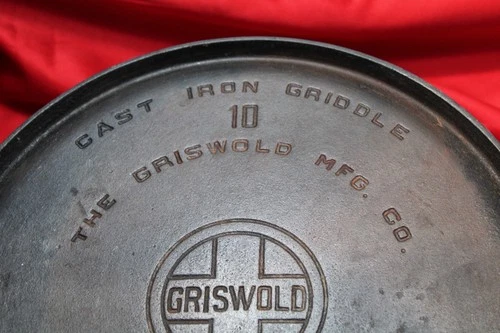 CAST IRON GRIDDLE
10
THE GRISWOLD MFG. CO.
GRISWOLD